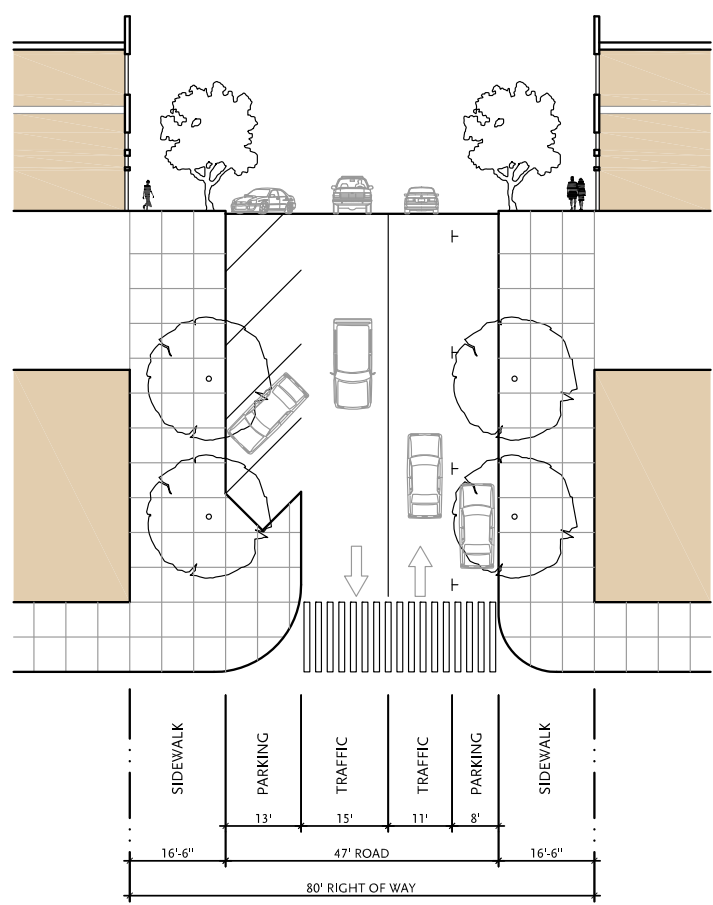 SIDEWALK
PARKING
TRAFFIC
TRAFFIC
PARKING
SIDEWALK
13' 15' 11' 8'
16'-6" 47' ROAD 16'-6"
80' RIGHT OF WAY